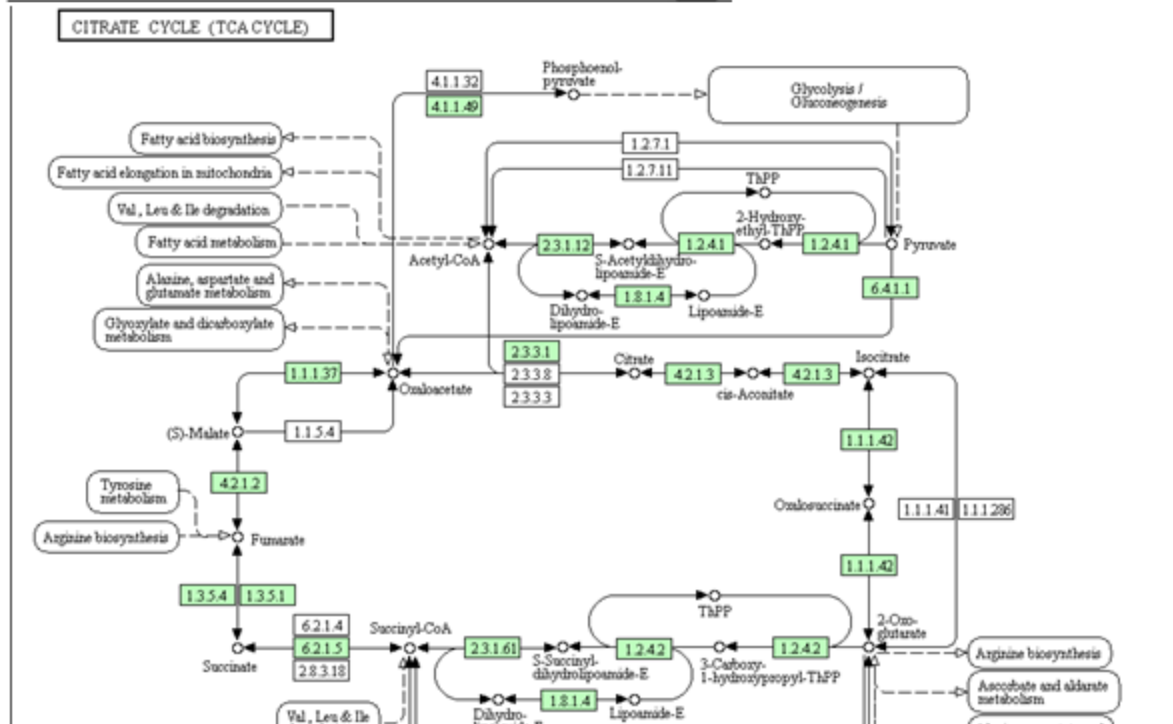 CITRATE CYCLE (TCA CYCLE)
Phosphoenol-
pyruvate
4.1.1.32
4.1.1.49
Glycolysis /
Gluconeogenesis
Fatty acid biosynthesis
Fatty acid elongation in mitochondria
Val, Leu & Ile degradation
Fatty acid metabolism
Alanine, aspartate and
glutamate metabolism
Glyoxylate and dicarboxylate
metabolism
1.2.7.1
1.2.7.11
ThPP
2-Hydroxy-
ethyl-ThPP
Acetyl-CoA
2.3.1.12
S-Acetyldihydro-
lipoamide-E
1.2.4.1
1.2.4.1
Pyruvate
Dihydro-
lipoamide-E
1.8.1.4
Lipoamide-E
6.4.1.1
1.1.1.37
Oxaloacetate
2.3.3.1
2.3.3.8
2.3.3.3
Citrate
4.2.1.3
cis-Aconitate
4.2.1.3
Isocitrate
(S)-Malate
1.1.5.4
1.1.1.42
4.2.1.2
Tyrosine
metabolism
Oxalosuccinate
1.1.1.41
1.1.1.286
Arginine biosynthesis
Fumarate
1.1.1.42
1.3.5.4
1.3.5.1
ThPP
6.2.1.4
6.2.1.5
2.8.3.18
Succinate
Succinyl-CoA
2.3.1.61
S-Succinyl-
dihydrolipoamide-E
1.2.4.2
3-Carboxy-
1-hydroxypropyl-ThPP
1.2.4.2
2-Oxo-
glutarate
Arginine biosynthesis
Ascorbate and aldarate
metabolism
Val, Leu & Ile
Dihydro-
1.8.1.4
Lipoamide-E